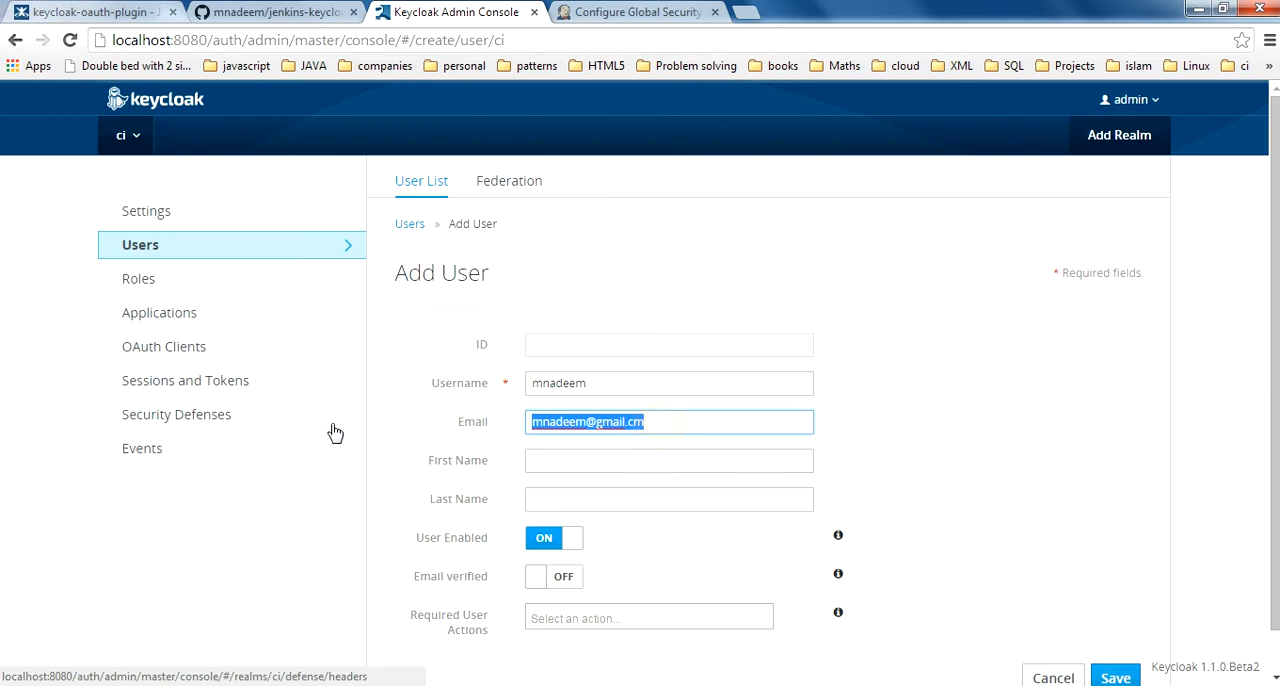 keycloak-oauth-plugin - J
mnadeem/jenkins-keyclo
Keycloak Admin Console
Configure Global Security
localhost:8080/auth/admin/master/console/#/create/user/ci
Apps
Double bed with 2 si...
javascript
JAVA
companies
personal
patterns
HTML5
Problem solving
books
Maths
cloud
XML
SQL
Projects
islam
Linux
ci
»
keycloak
admin
ci
Add Realm
User List
Federation
Settings
Users
Roles
Applications
OAuth Clients
Sessions and Tokens
Security Defenses
Events
Users » Add User
Add User
* Required fields
ID
Username * mnadeem
Email mnadeem@gmail.cm
First Name
Last Name
User Enabled ON
Email verified OFF
Required User
Actions
Select an action...
Cancel
Save
Keycloak 1.1.0.Beta2
localhost:8080/auth/admin/master/console/#/realms/ci/defense/headers